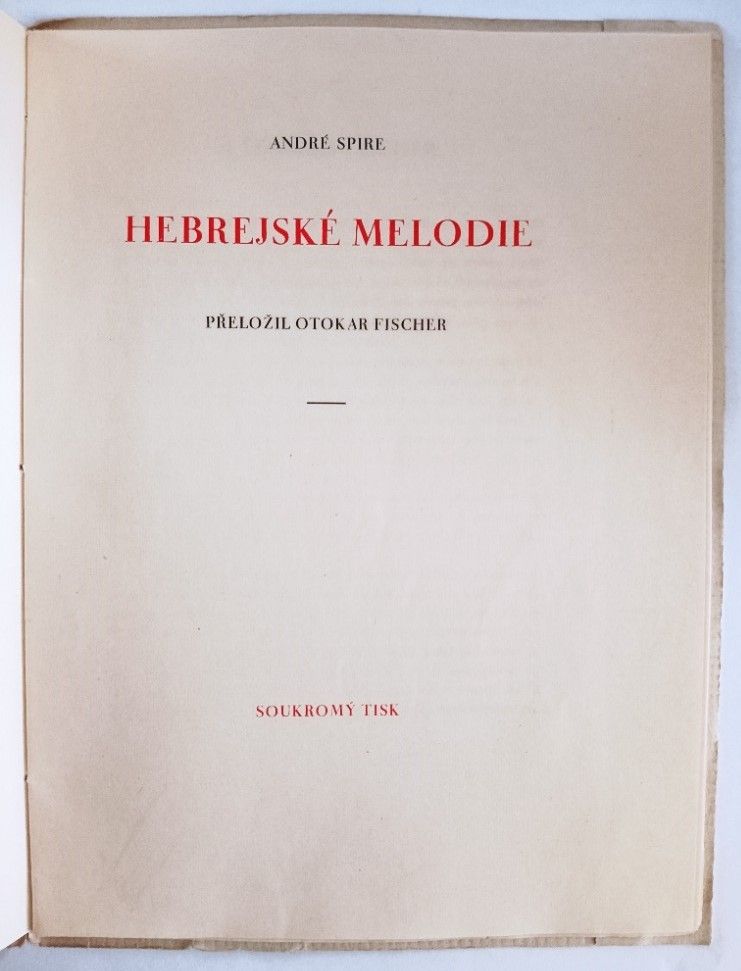 ANDRÉ SPIRE
HEBREJSKÉ MELODIE
PŘELOŽIL OTOKAR FISCHER
SOUKROMÝ TISK